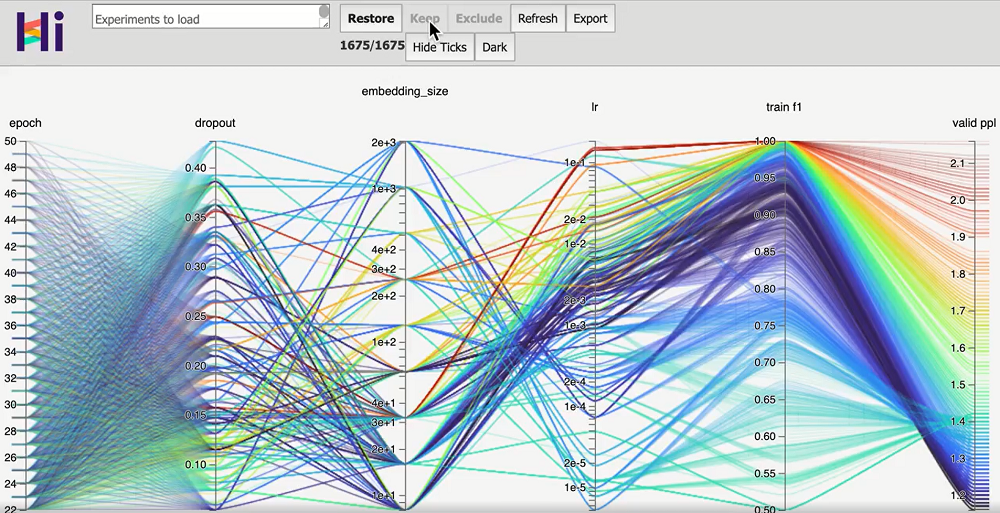 Hi
Experiments to load
Restore Keep Exclude Refresh Export
1675/1675 Hide Ticks Dark
embedding_size
lr
train f1
epoch
dropout
valid ppl
50
48
46
44
42
40
38
36
34
32
30
28
26
24
22
0.40
0.35
0.30
0.25
0.20
0.15
0.10
2e+3
1e+3
4e+2
3e+2
2e+2
1e+2
4e+1
3e+1
2e+1
1e+1
1e-1
2e-2
1e-2
2e-3
1e-3
2e-4
1e-4
2e-5
1e-5
1.00
0.95
0.90
0.85
0.80
0.75
0.70
0.65
0.60
0.55
0.50
2.1
2.0
1.9
1.8
1.7
1.6
1.5
1.4
1.3
1.2